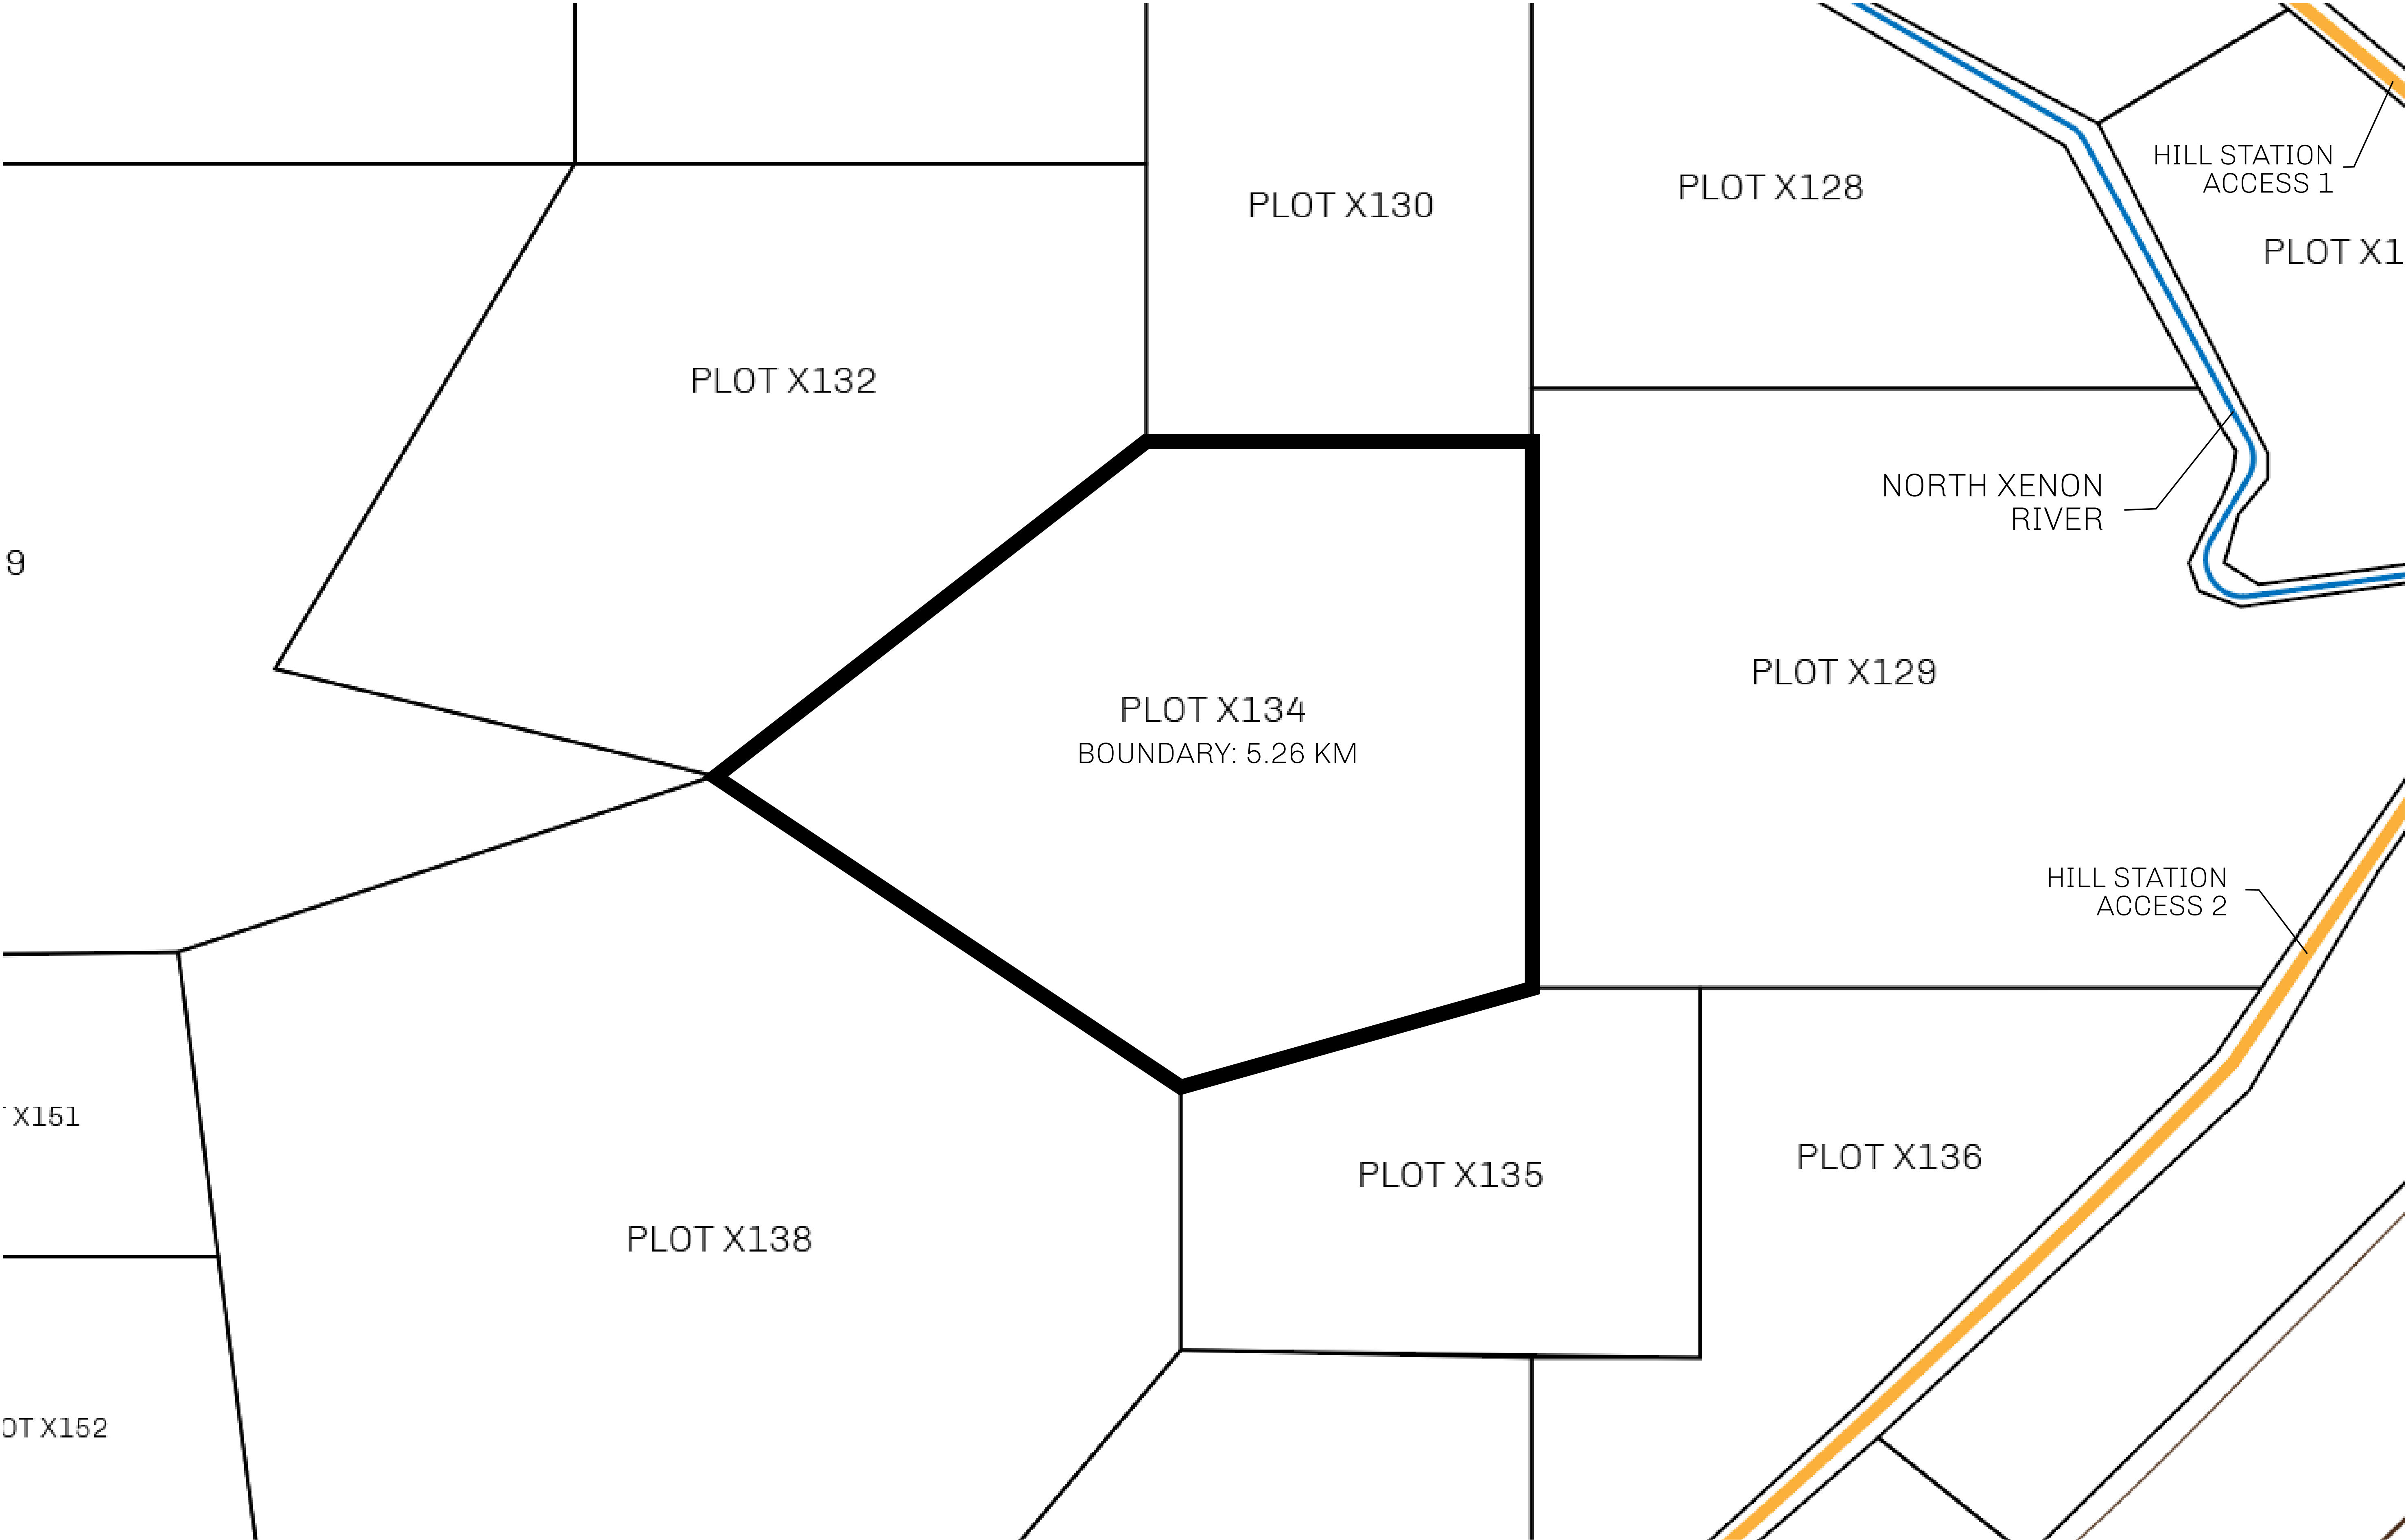 HILL STATION
ACCESS 1
PLOT X128
PLOT X130
PLOT X1
PLOT X132
NORTH XENON
RIVER
9
PLOT X129
PLOT X134
BOUNDARY: 5.26 KM
HILL STATION
ACCESS 2
X151
PLOT X136
PLOT X135
PLOT X138
OT X152